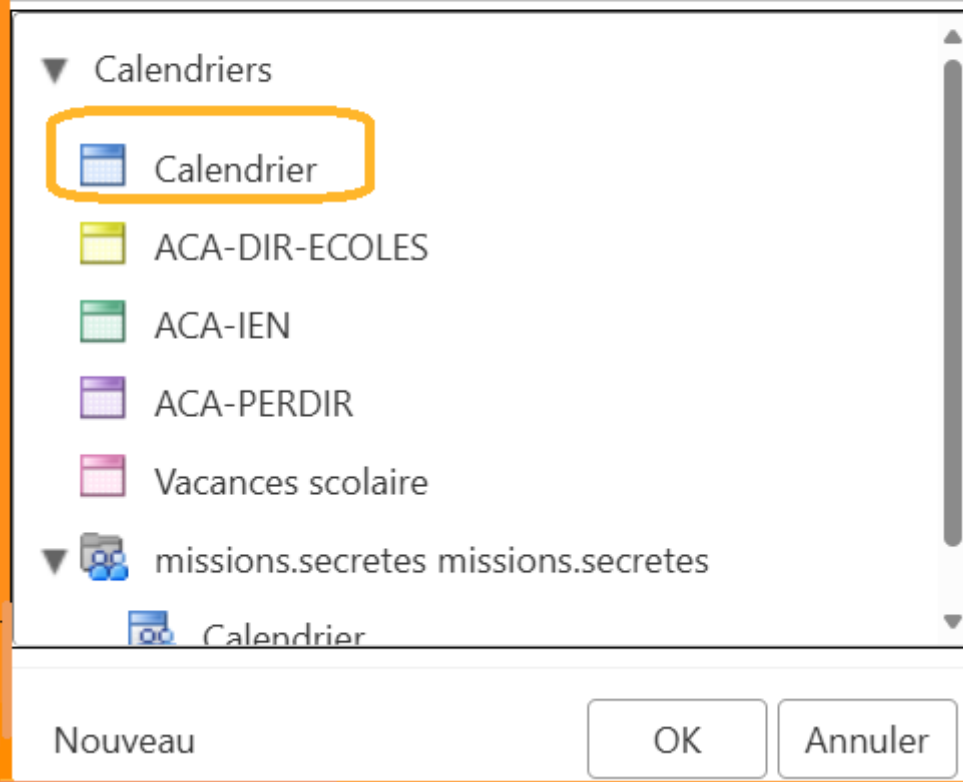 Calendriers
Calendrier
ACA-DIR-ECOLES
ACA-IEN
ACA-PERDIR
Vacances scolaire
missions.secretes missions.secretes
Calendrier
Nouveau
OK
Annuler